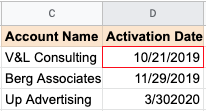 C D
Account Name Activation Date
V&L Consulting 10/21/2019
Berg Associates 11/29/2019
Up Advertising 3/302020